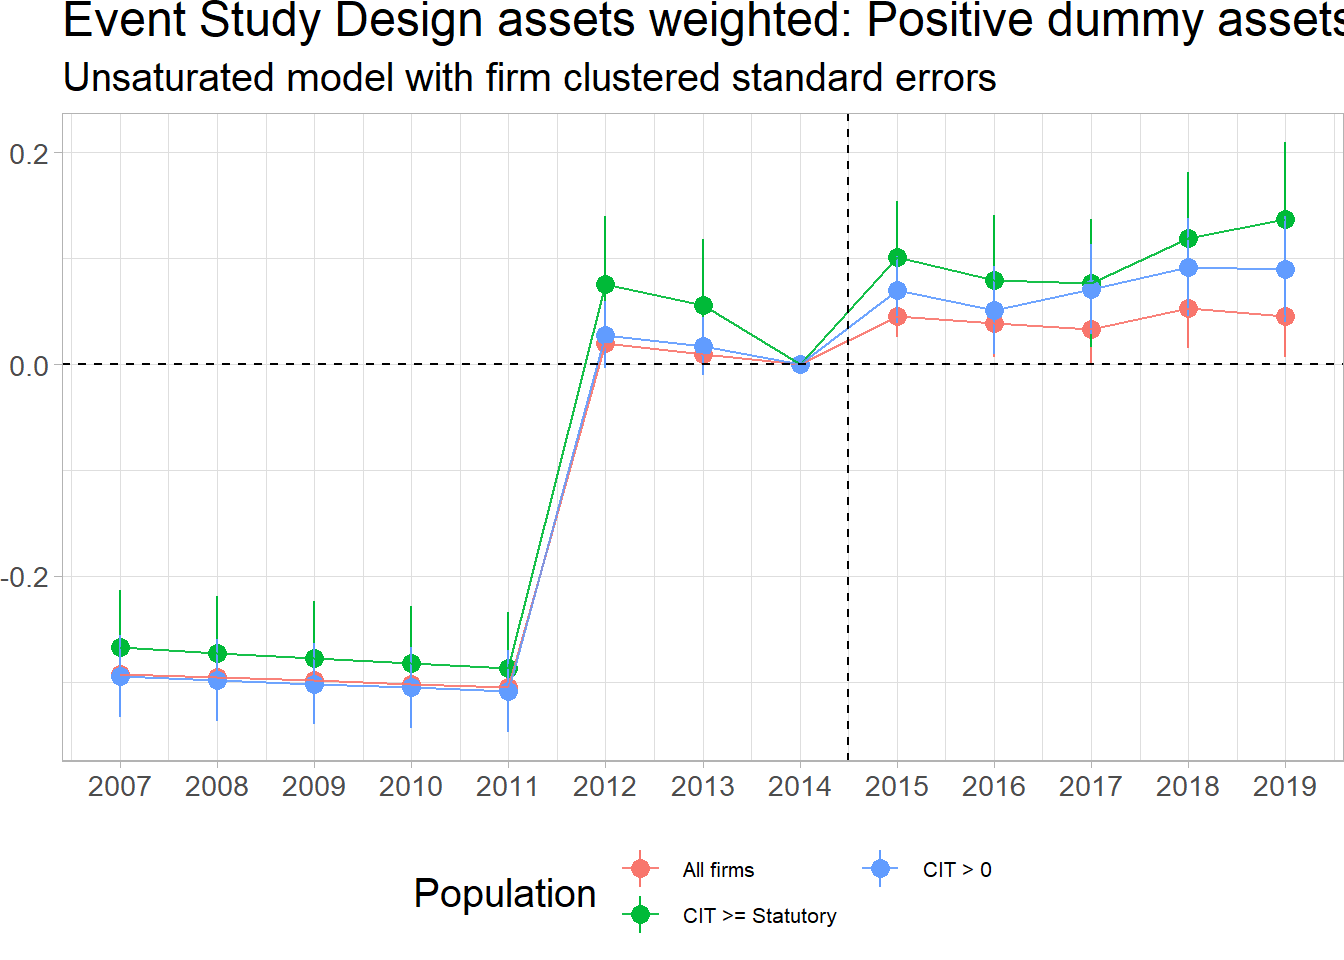 Event Study Design assets weighted: Positive dummy assets
Unsaturated model with firm clustered standard errors
0.2
0.0
-0.2
2007 2008 2009 2010 2011 2012 2013 2014 2015 2016 2017 2018 2019
Population
All firms
CIT > 0
CIT >= Statutory